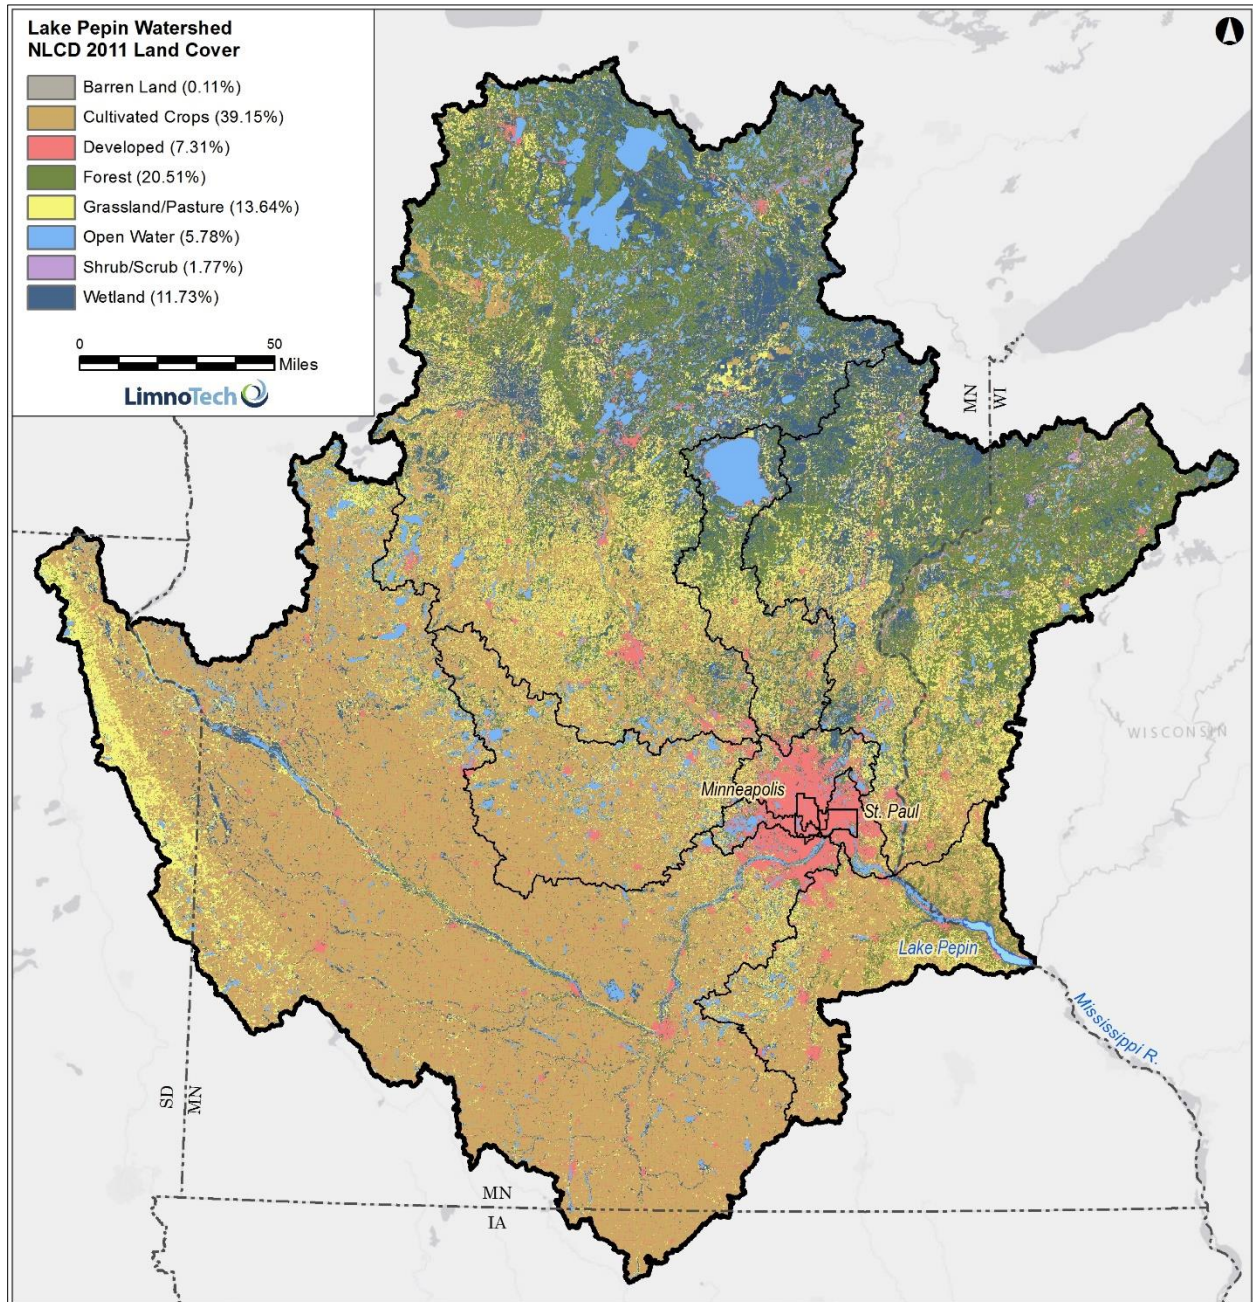 Lake Pepin Watershed
NLCD 2011 Land Cover
Barren Land (0.11%)
Cultivated Crops (39.15%)
Developed (7.31%)
Forest (20.51%)
Grassland/Pasture (13.64%)
Open Water (5.78%)
Shrub/Scrub (1.77%)
Wetland (11.73%)
0
50
Miles
LimnoTech
MN
WI
WISCONSIN
Minneapolis
St. Paul
Lake Pepin
Mississippi R.
SD
MN
MN
IA